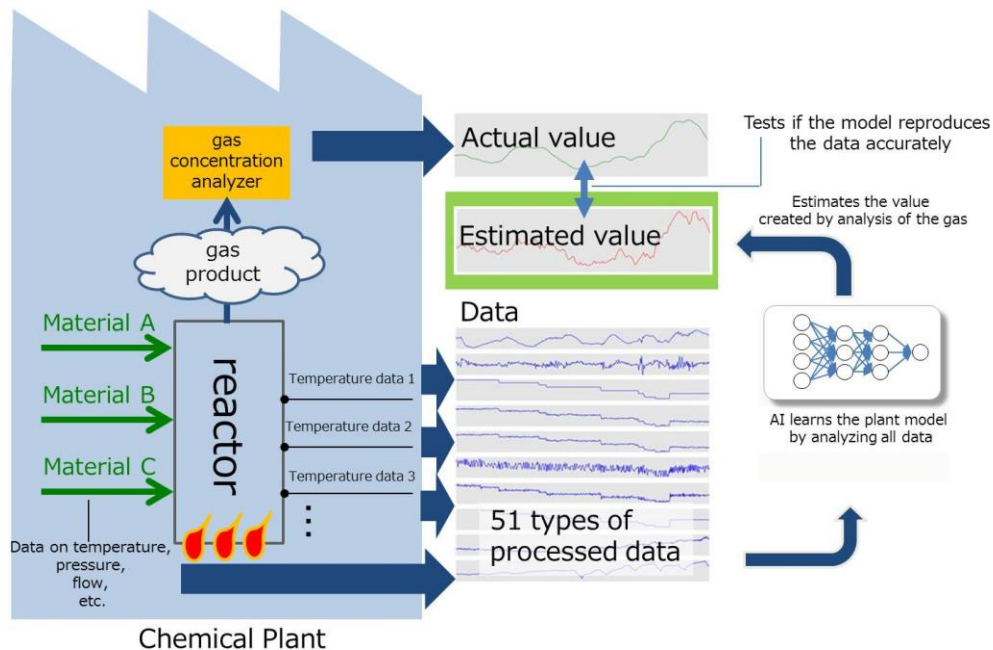 gas
concentration
analyzer
gas
product
Material A
Material B
Material C
reactor
Temperature data 1
Temperature data 2
Temperature data 3
⋮
Data on temperature,
pressure,
flow,
etc.
Chemical Plant
Actual value
Estimated value
Data
51 types of
processed data
Tests if the model reproduces
the data accurately
Estimates the value
created by analysis of the gas
AI learns the plant model
by analyzing all data